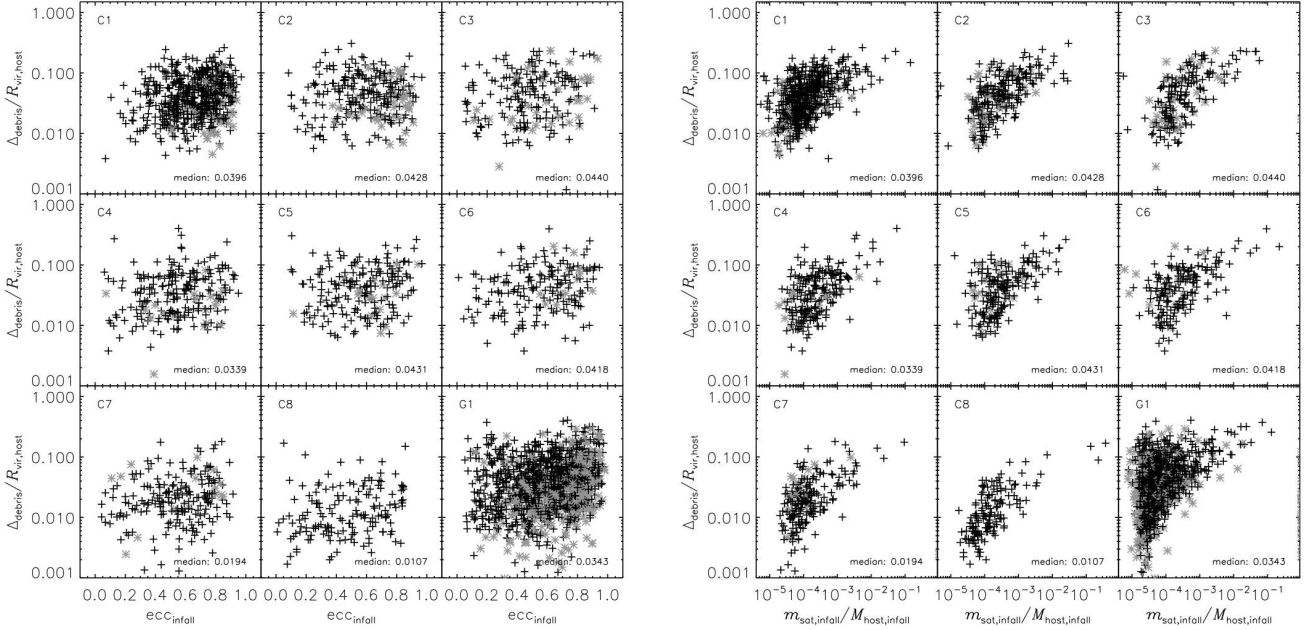 C1 C2 C3
1.000
0.100
0.010
0.001
Δdebris/Rvir,host
median: 0.0396 median: 0.0428 median: 0.0440
C4 C5 C6
1.000
0.100
0.010
0.001
Δdebris/Rvir,host
median: 0.0339 median: 0.0431 median: 0.0418
C7 C8 G1
1.000
0.100
0.010
0.001
Δdebris/Rvir,host
median: 0.0194 median: 0.0107 median: 0.0343
0.0 0.2 0.4 0.6 0.8 1.0 0.0 0.2 0.4 0.6 0.8 1.0 0.0 0.2 0.4 0.6 0.8 1.0
eccinfall eccinfall eccinfall
C1 C2 C3
1.000
0.100
0.010
0.001
Δdebris/Rvir,host
median: 0.0396 median: 0.0428 median: 0.0440
C4 C5 C6
1.000
0.100
0.010
0.001
Δdebris/Rvir,host
median: 0.0339 median: 0.0431 median: 0.0418
C7 C8 G1
1.000
0.100
0.010
0.001
Δdebris/Rvir,host
median: 0.0194 median: 0.0107 median: 0.0343
10⁻⁵ 10⁻⁴ 10⁻³ 10⁻² 10⁻¹ 10⁻⁵ 10⁻⁴ 10⁻³ 10⁻² 10⁻¹ 10⁻⁵ 10⁻⁴ 10⁻³ 10⁻² 10⁻¹
msat,infall/Mhost,infall msat,infall/Mhost,infall msat,infall/Mhost,infall